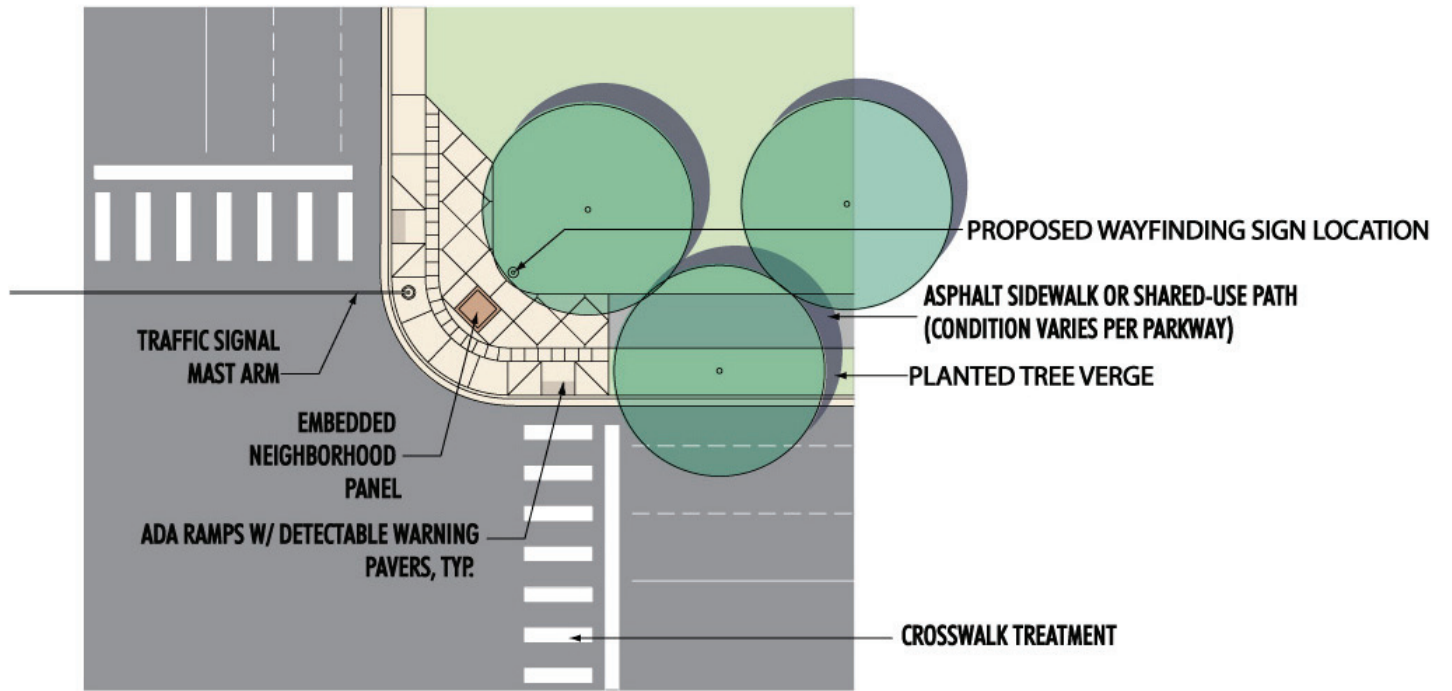 PROPOSED WAYFINDING SIGN LOCATION
ASPHALT SIDEWALK OR SHARED-USE PATH
(CONDITION VARIES PER PARKWAY)
TRAFFIC SIGNAL
MAST ARM
PLANTED TREE VERGE
EMBEDDED
NEIGHBORHOOD
PANEL
ADA RAMPS W/ DETECTABLE WARNING
PAVERS, TYP.
CROSSWALK TREATMENT